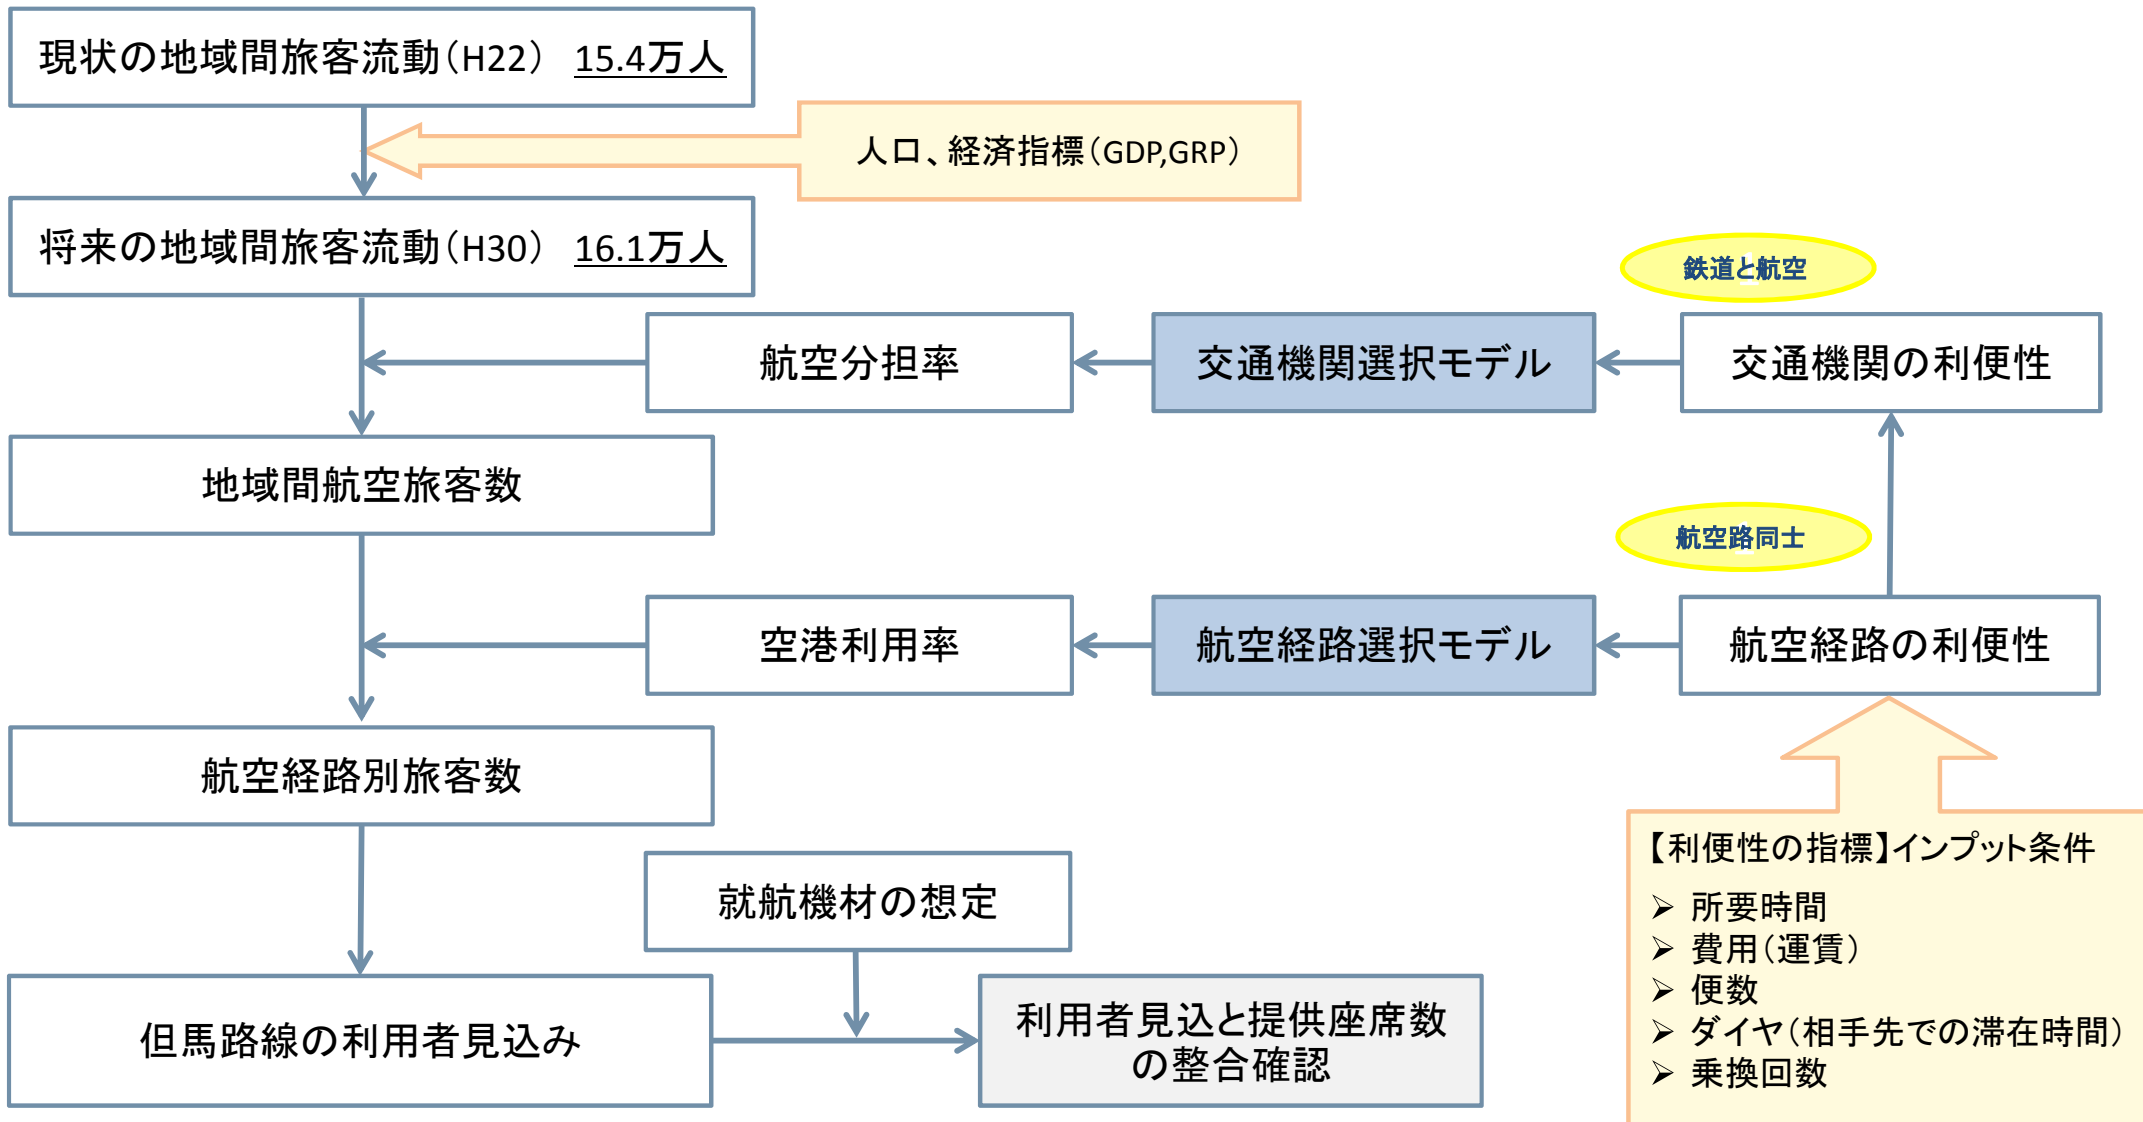 現状の地域間旅客流動(H22) 15.4万人
人口、経済指標(GDP,GRP)
将来の地域間旅客流動(H30) 16.1万人
鉄道と航空
航空分担率
交通機関選択モデル
交通機関の利便性
地域間航空旅客数
航空路同士
空港利用率
航空経路選択モデル
航空経路の利便性
航空経路別旅客数
就航機材の想定
但馬路線の利用者見込み
利用者見込と提供座席数
の整合確認
【利便性の指標】インプット条件
➢ 所要時間
➢ 費用(運賃)
➢ 便数
➢ ダイヤ(相手先での滞在時間)
➢ 乗換回数